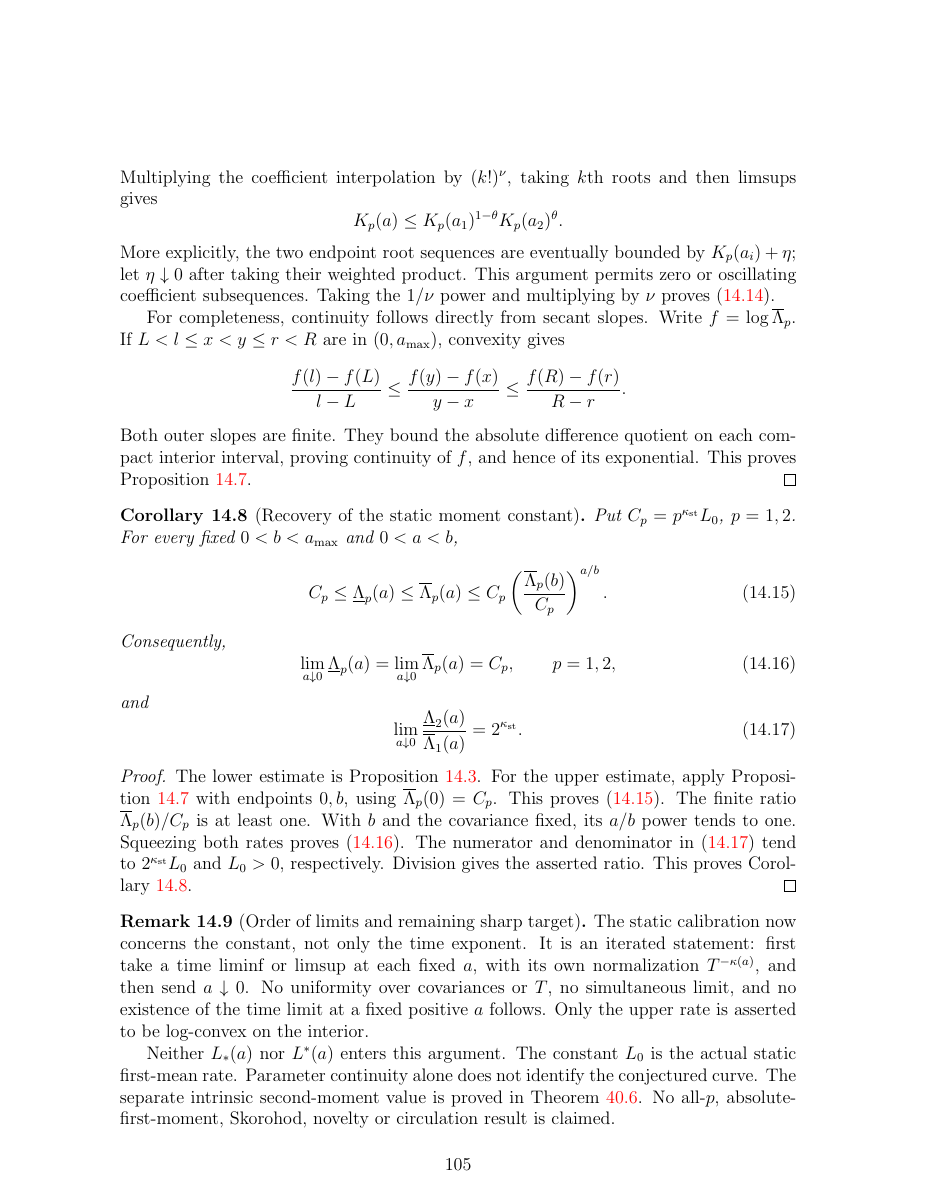 Multiplying the coefficient interpolation by (k!)^ν, taking kth roots and then limsups
gives
K_p(a) ≤ K_p(a_1)^{1−θ} K_p(a_2)^θ.
More explicitly, the two endpoint root sequences are eventually bounded by K_p(a_i) + η;
let η ↓ 0 after taking their weighted product. This argument permits zero or oscillating
coefficient subsequences. Taking the 1/ν power and multiplying by ν proves (14.14).
For completeness, continuity follows directly from secant slopes. Write f = log Λ̅_p.
If L < l ≤ x < y ≤ r < R are in (0, a_max), convexity gives
(f(l) − f(L))/(l − L) ≤ (f(y) − f(x))/(y − x) ≤ (f(R) − f(r))/(R − r).
Both outer slopes are finite. They bound the absolute difference quotient on each com-
pact interior interval, proving continuity of f, and hence of its exponential. This proves
Proposition 14.7. □
Corollary 14.8 (Recovery of the static moment constant). Put C_p = p^{κ_st} L_0, p = 1, 2.
For every fixed 0 < b < a_max and 0 < a < b,
C_p ≤ Λ̲_p(a) ≤ Λ̅_p(a) ≤ C_p (Λ̅_p(b)/C_p)^{a/b}. (14.15)
Consequently,
lim_{a↓0} Λ̲_p(a) = lim_{a↓0} Λ̅_p(a) = C_p, p = 1, 2, (14.16)
and
lim_{a↓0} Λ̲_2(a)/Λ̅_1(a) = 2^{κ_st}. (14.17)
Proof. The lower estimate is Proposition 14.3. For the upper estimate, apply Proposi-
tion 14.7 with endpoints 0, b, using Λ̅_p(0) = C_p. This proves (14.15). The finite ratio
Λ̅_p(b)/C_p is at least one. With b and the covariance fixed, its a/b power tends to one.
Squeezing both rates proves (14.16). The numerator and denominator in (14.17) tend
to 2^{κ_st} L_0 and L_0 > 0, respectively. Division gives the asserted ratio. This proves Corol-
lary 14.8. □
Remark 14.9 (Order of limits and remaining sharp target). The static calibration now
concerns the constant, not only the time exponent. It is an iterated statement: first
take a time liminf or limsup at each fixed a, with its own normalization T^{−κ(a)}, and
then send a ↓ 0. No uniformity over covariances or T, no simultaneous limit, and no
existence of the time limit at a fixed positive a follows. Only the upper rate is asserted
to be log-convex on the interior.
Neither L_*(a) nor L^*(a) enters this argument. The constant L_0 is the actual static
first-mean rate. Parameter continuity alone does not identify the conjectured curve. The
separate intrinsic second-moment value is proved in Theorem 40.6. No all-p, absolute-
first-moment, Skorohod, novelty or circulation result is claimed.
105